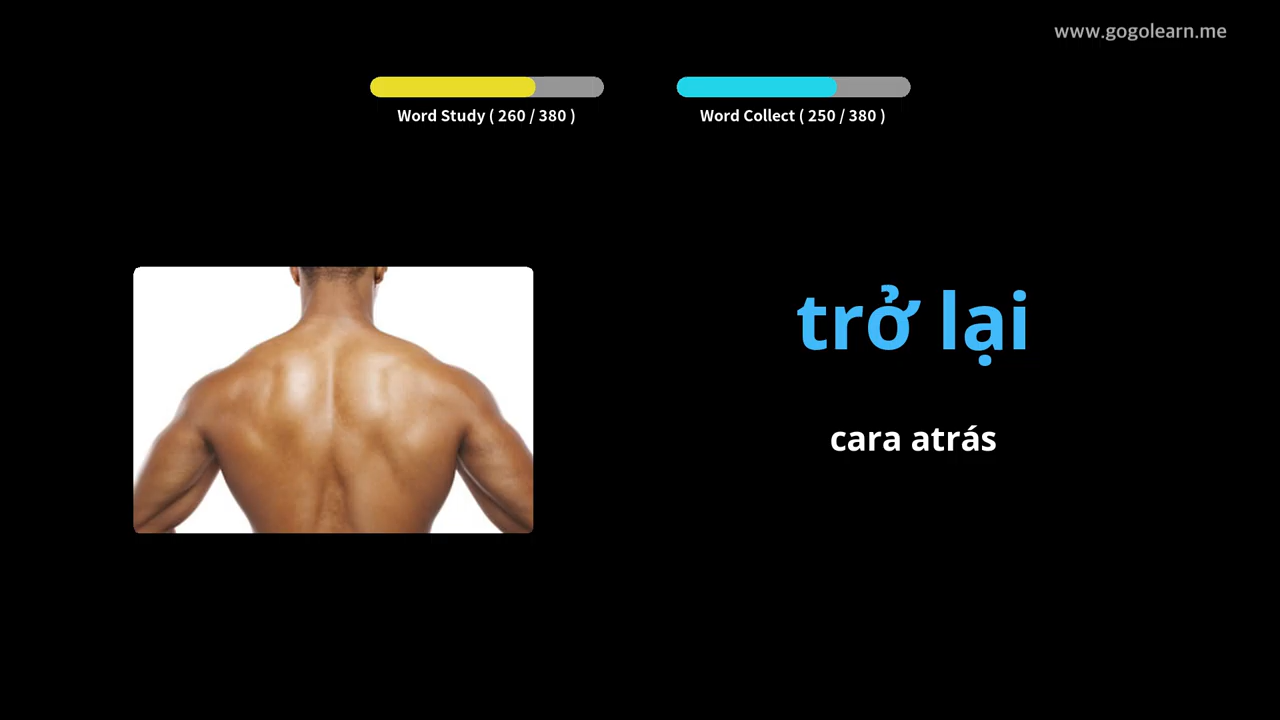 www.gogolearn.me
Word Study ( 260 / 380 )
Word Collect ( 250 / 380 )
trở lại
cara atrás